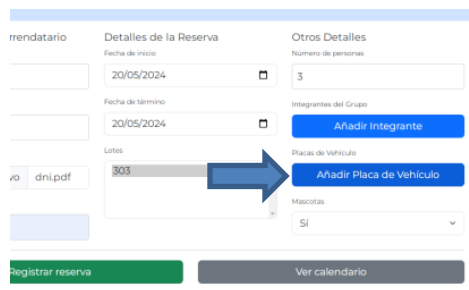 rrendatario
Detalles de la Reserva
Otros Detalles
Fecha de inicio
Número de personas
20/05/2024
3
Fecha de término
Integrantes del Grupo
20/05/2024
Añadir Integrante
Lotes
Placas de Vehículo
vo dni.pdf
303
Añadir Placa de Vehículo
Mascotas
Sí
Registrar reserva
Ver calendario